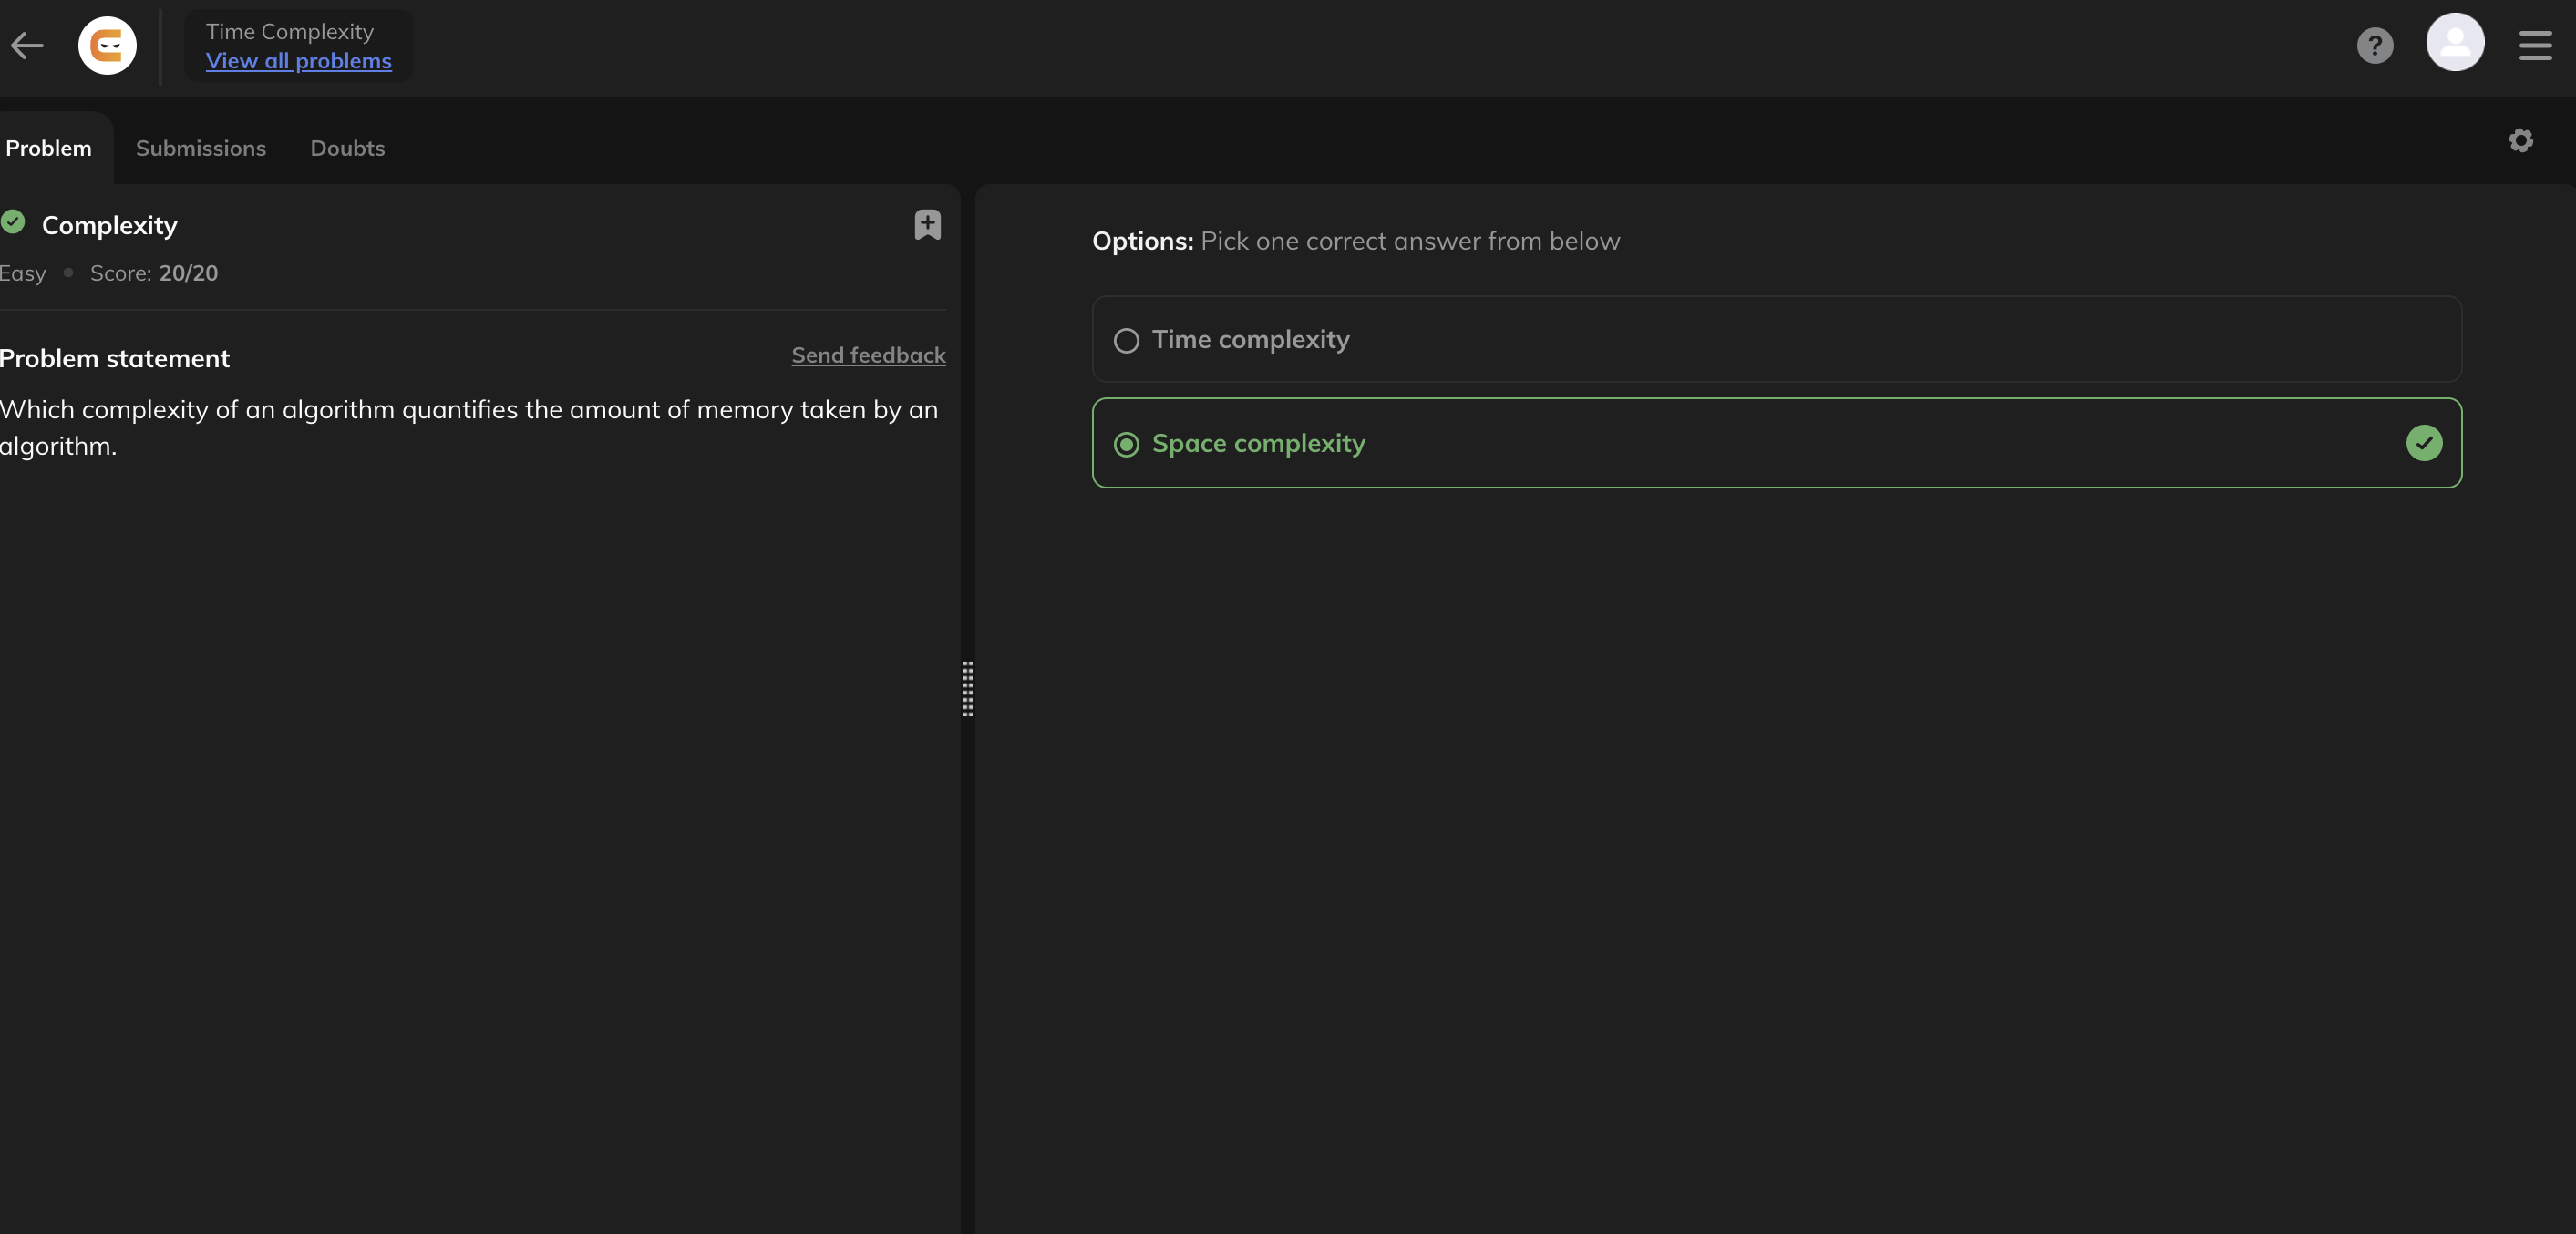 Time Complexity
View all problems
?
Problem
Submissions
Doubts
Complexity
Easy • Score: 20/20
Problem statement
Send feedback
Which complexity of an algorithm quantifies the amount of memory taken by an
algorithm.
Options: Pick one correct answer from below
Time complexity
Space complexity